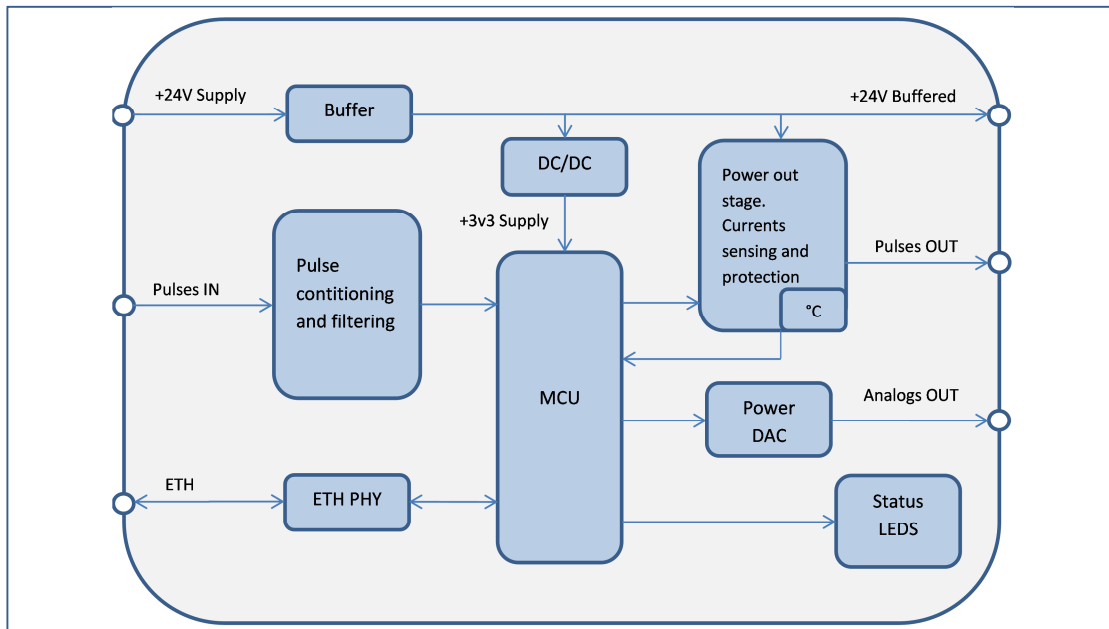 +24V Supply
Buffer
+24V Buffered
DC/DC
Power out
stage.
Currents
sensing and
protection
°C
+3v3 Supply
Pulses OUT
Pulses IN
Pulse
contitioning
and filtering
MCU
Power
DAC
Analogs OUT
ETH
ETH PHY
Status
LEDS